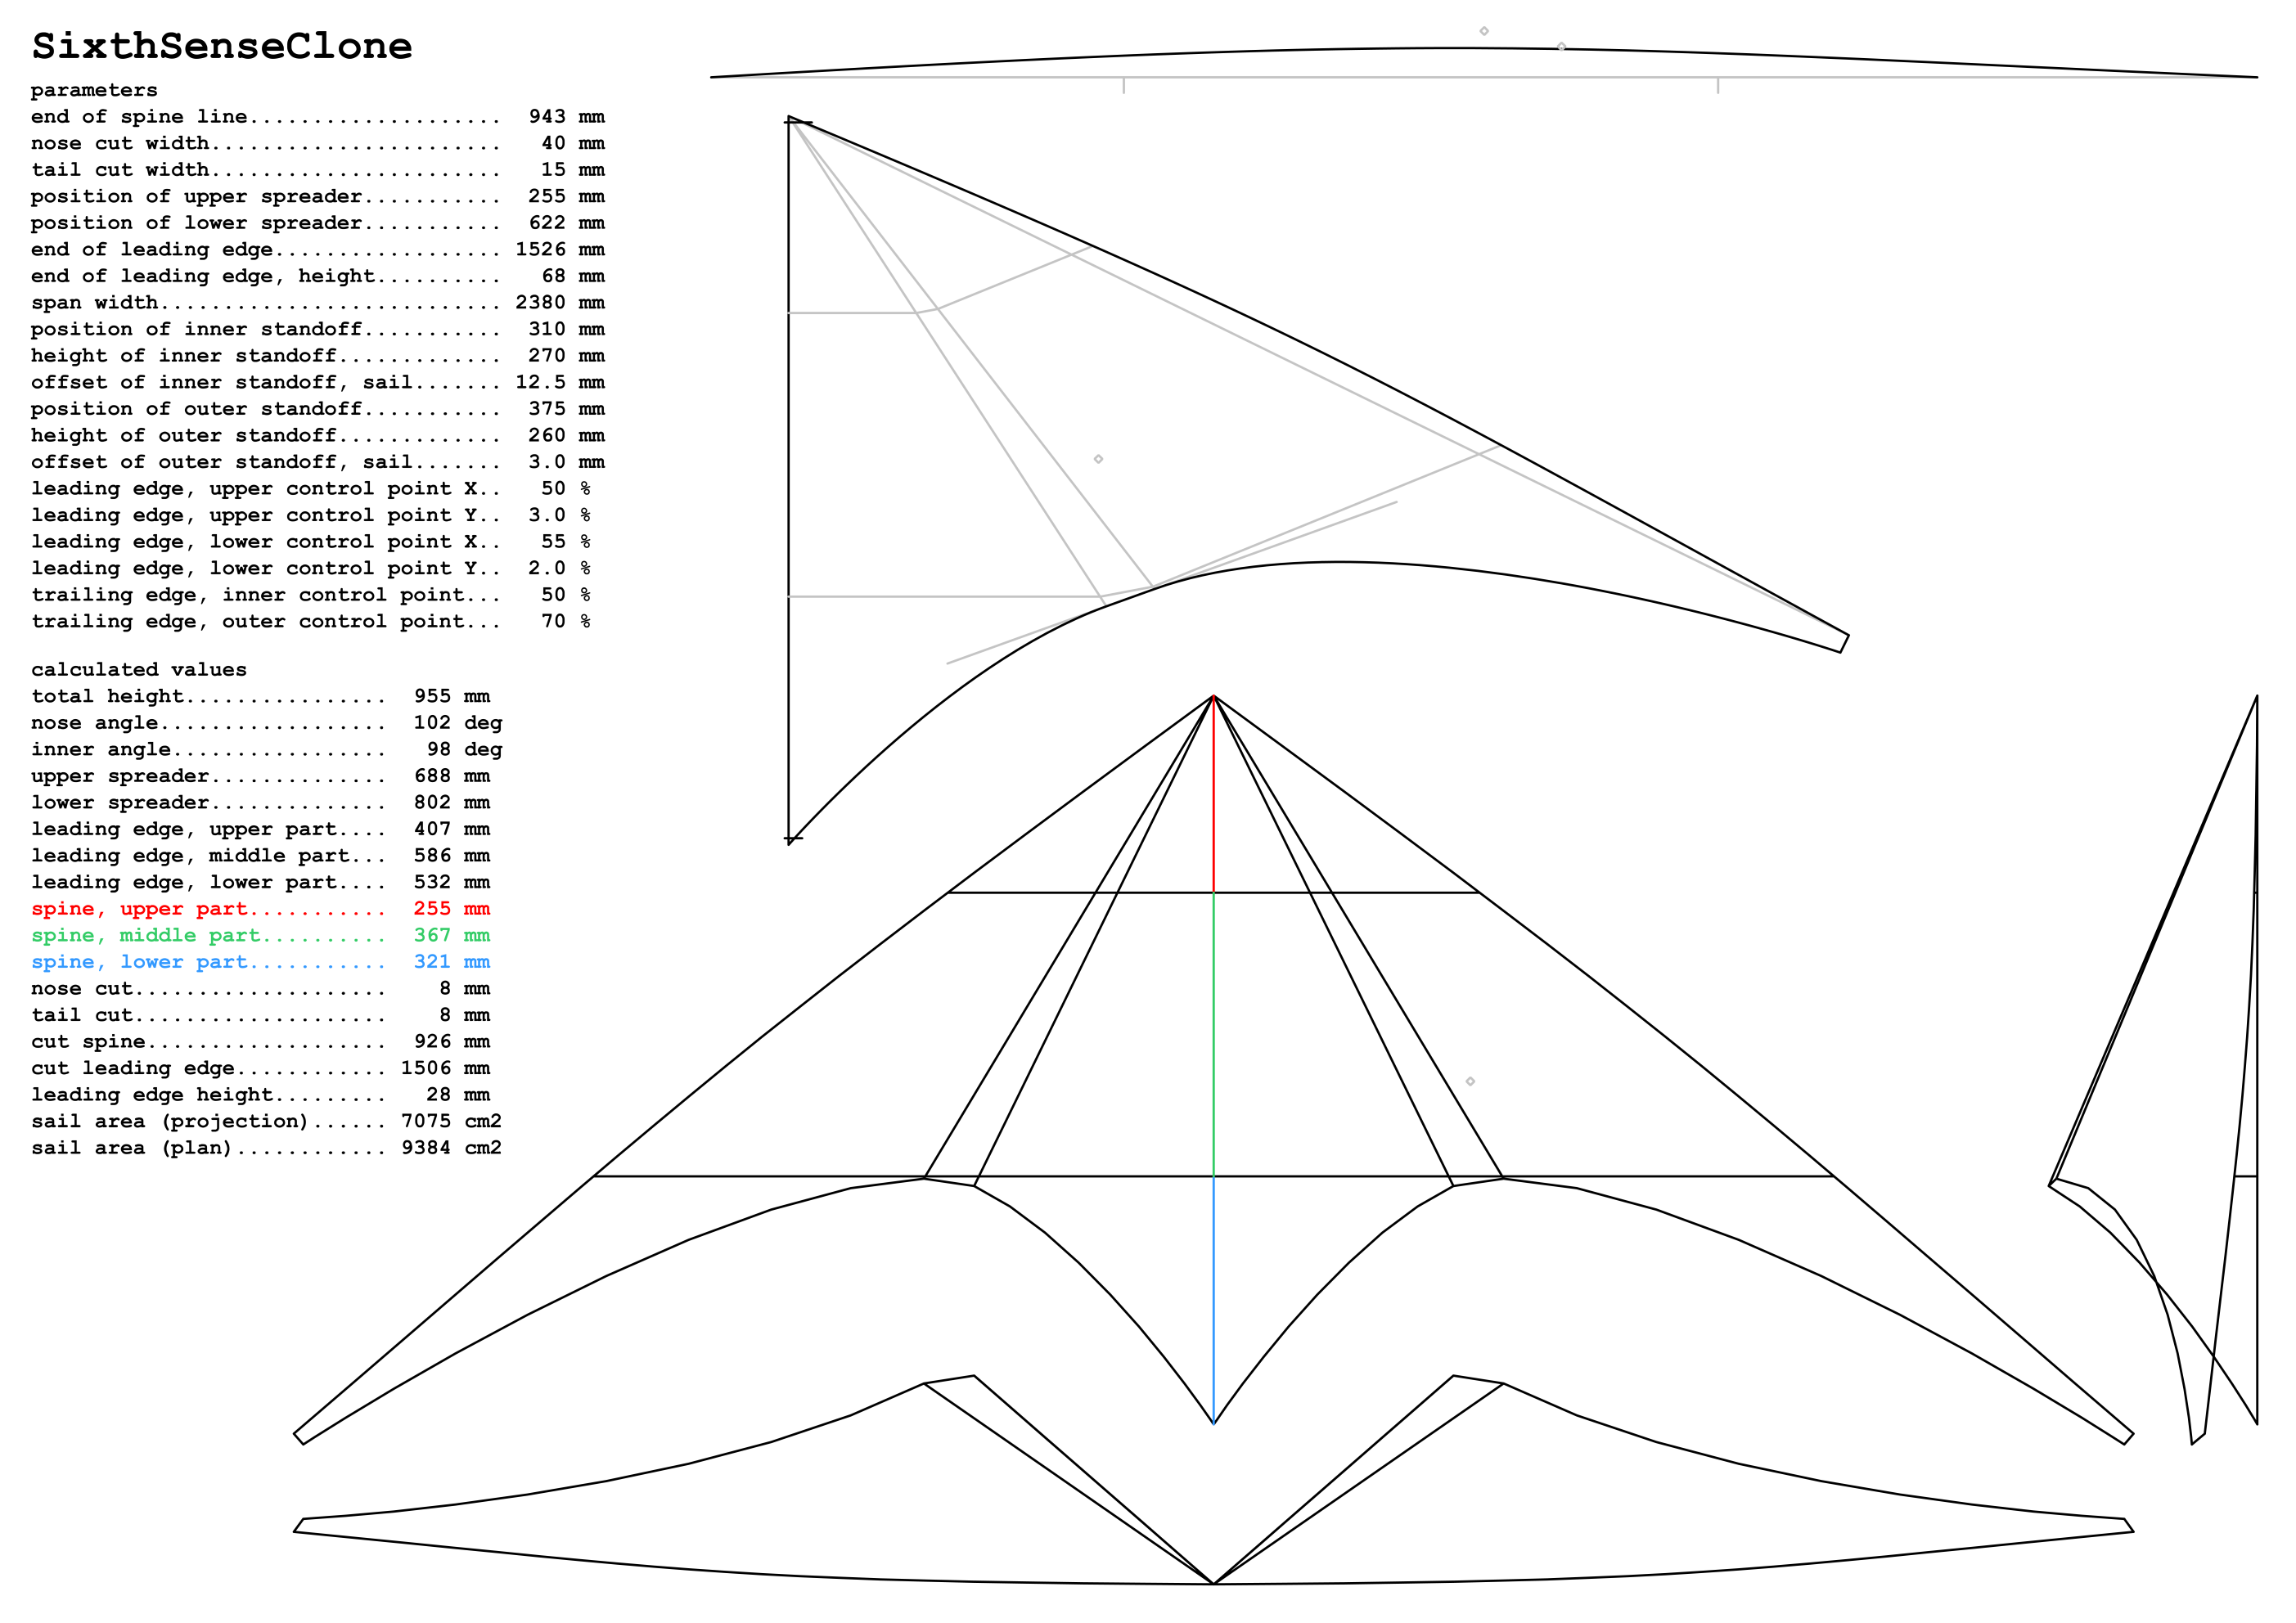 SixthSenseClone
parameters
end of spine line.................... 943 mm
nose cut width....................... 40 mm
tail cut width....................... 15 mm
position of upper spreader........... 255 mm
position of lower spreader........... 622 mm
end of leading edge.................. 1526 mm
end of leading edge, height.......... 68 mm
span width........................... 2380 mm
position of inner standoff........... 310 mm
height of inner standoff............. 270 mm
offset of inner standoff, sail....... 12.5 mm
position of outer standoff........... 375 mm
height of outer standoff............. 260 mm
offset of outer standoff, sail....... 3.0 mm
leading edge, upper control point X.. 50 %
leading edge, upper control point Y.. 3.0 %
leading edge, lower control point X.. 55 %
leading edge, lower control point Y.. 2.0 %
trailing edge, inner control point... 50 %
trailing edge, outer control point... 70 %
calculated values
total height................ 955 mm
nose angle.................. 102 deg
inner angle................. 98 deg
upper spreader.............. 688 mm
lower spreader.............. 802 mm
leading edge, upper part.... 407 mm
leading edge, middle part... 586 mm
leading edge, lower part.... 532 mm
spine, upper part........... 255 mm
spine, middle part.......... 367 mm
spine, lower part........... 321 mm
nose cut.................... 8 mm
tail cut.................... 8 mm
cut spine................... 926 mm
cut leading edge............ 1506 mm
leading edge height......... 28 mm
sail area (projection)...... 7075 cm2
sail area (plan)............ 9384 cm2